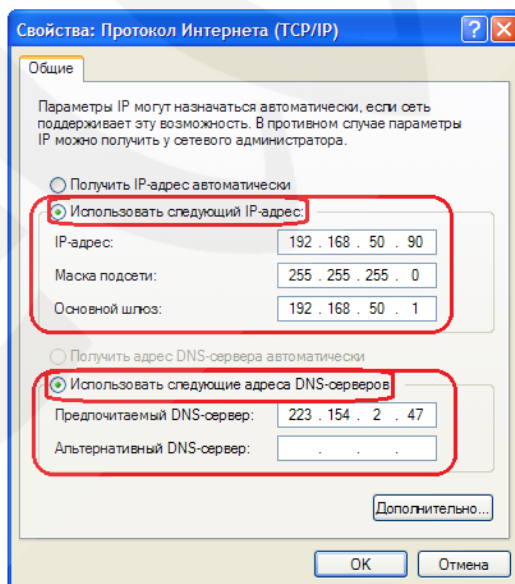 Свойства: Протокол Интернета (TCP/IP)
Общие
Параметры IP могут назначаться автоматически, если сеть
поддерживает эту возможность. В противном случае параметры
IP можно получить у сетевого администратора.
Получить IP-адрес автоматически
Использовать следующий IP-адрес:
IP-адрес: 192 . 168 . 50 . 90
Маска подсети: 255 . 255 . 255 . 0
Основной шлюз: 192 . 168 . 50 . 1
Получить адрес DNS-сервера автоматически
Использовать следующие адреса DNS-серверов
Предпочитаемый DNS-сервер: 223 . 154 . 2 . 47
Альтернативный DNS-сервер: . . .
Дополнительно...
OK Отмена